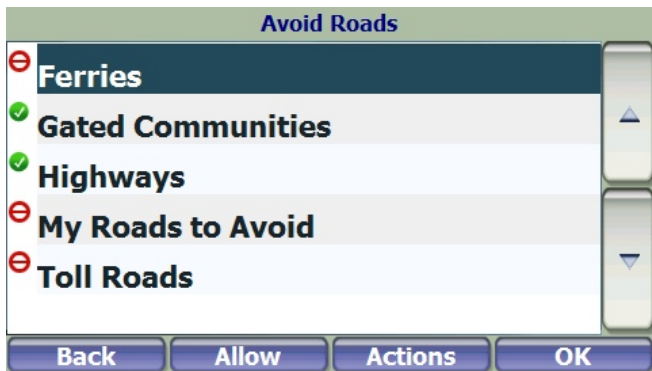 Avoid Roads
Ferries
Gated Communities
Highways
My Roads to Avoid
Toll Roads
Back Allow Actions OK